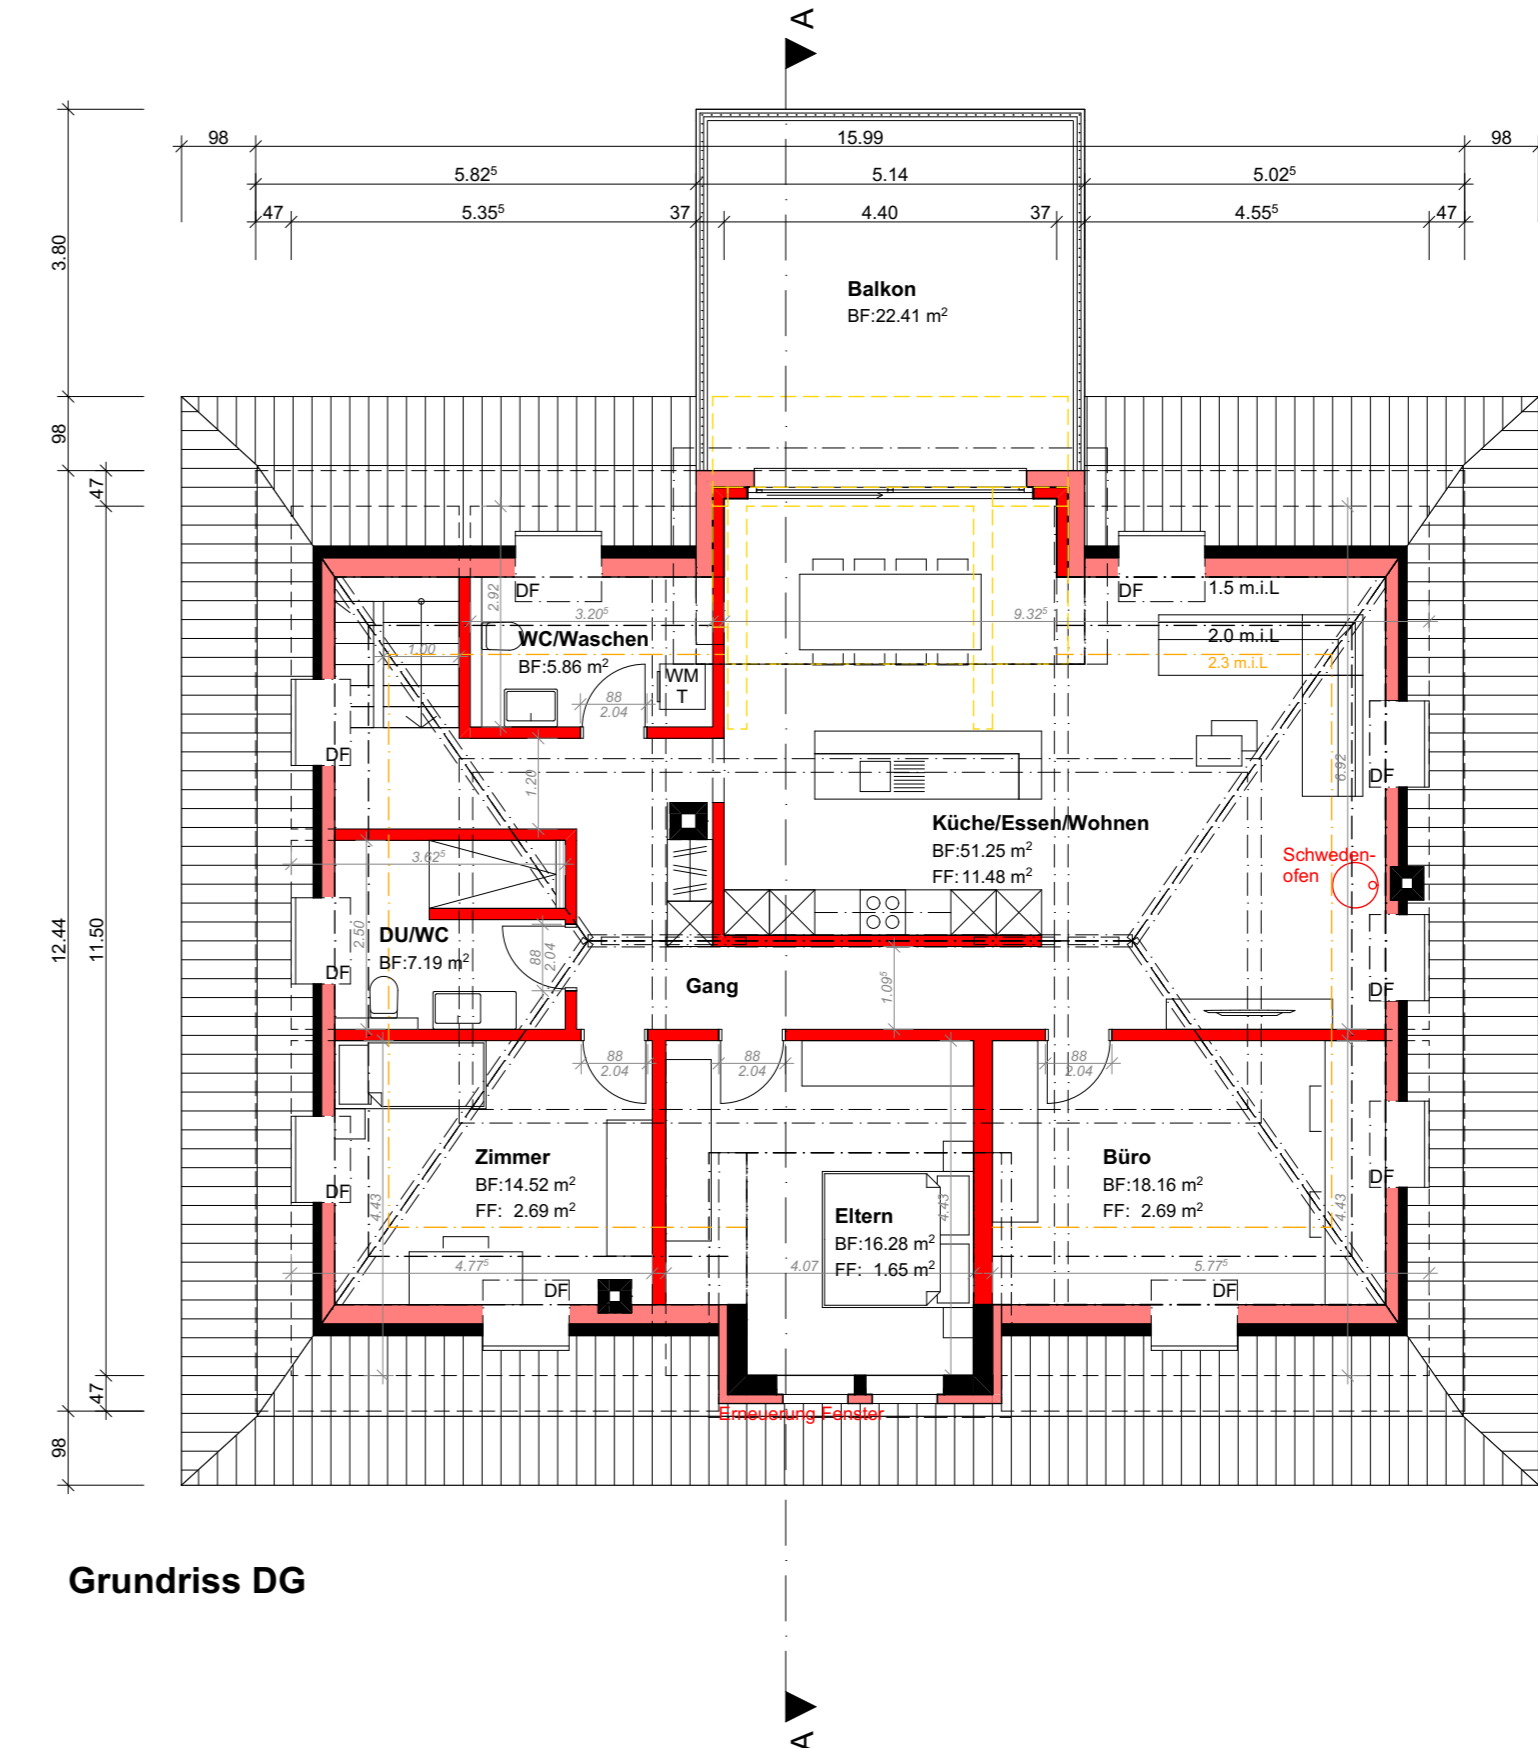 A
98
15.99
98
5.82⁵
5.14
5.02⁵
47
5.35⁵
37
4.40
37
4.55⁵
47
3.80
98
47
12.44
11.50
47
98
Balkon
BF:22.41 m²
DF
DF
1.5 m.i.L
2.0 m.i.L
2.3 m.i.L
2.92
3.20⁵
9.32⁵
WC/Waschen
BF:5.86 m²
1.00
WM
T
88
2.04
DF
DF
1.20
6.92
Küche/Essen/Wohnen
BF:51.25 m²
FF: 11.48 m²
Schweden-
ofen
3.62⁵
DU/WC
BF:7.19 m²
2.50
88
2.04
DF
DF
Gang
1.09⁵
88
2.04
88
2.04
88
2.04
Zimmer
BF:14.52 m²
FF: 2.69 m²
DF
4.43
4.77⁵
DF
Eltern
BF:16.28 m²
FF: 1.65 m²
4.43
4.07
Büro
BF:18.16 m²
FF: 2.69 m²
DF
4.43
5.77⁵
DF
Erneuerung Fenster
Grundriss DG
A